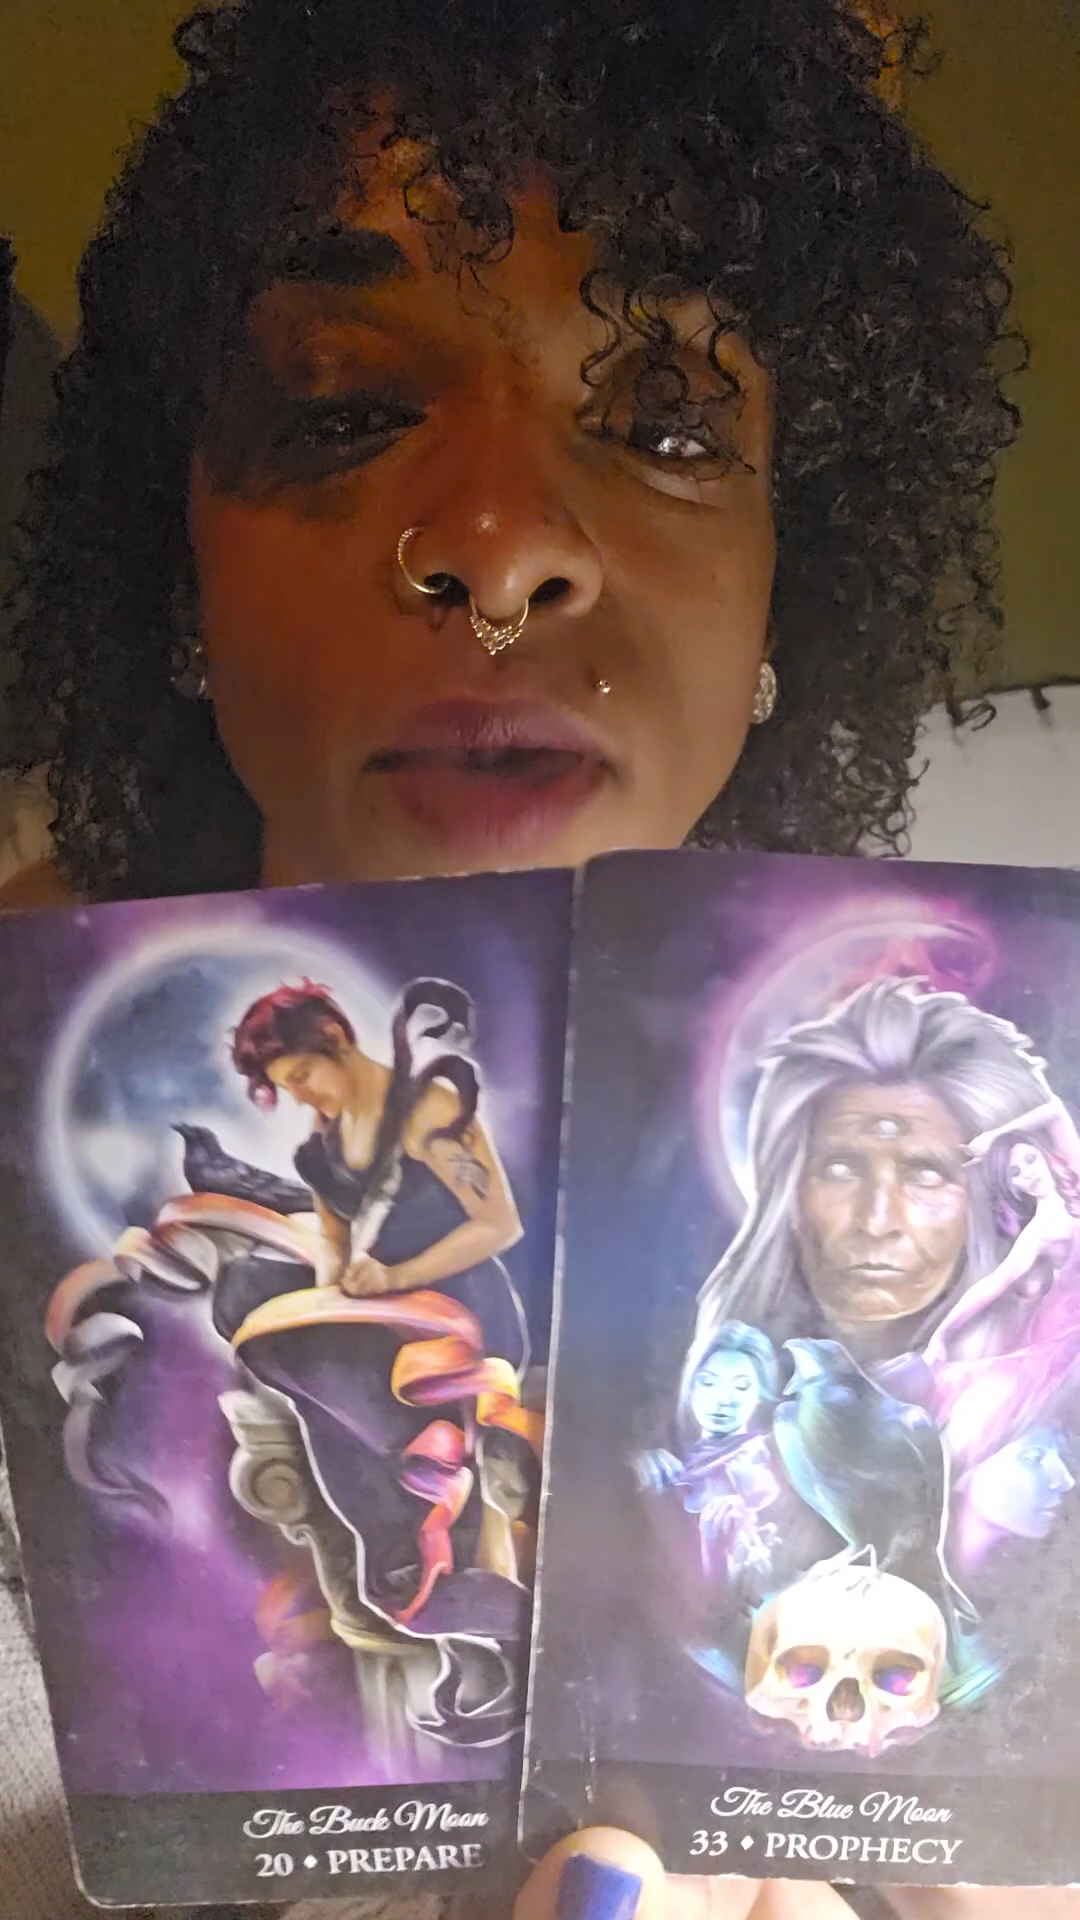 The Buck Moon
20 • PREPARE
The Blue Moon
33 • PROPHECY